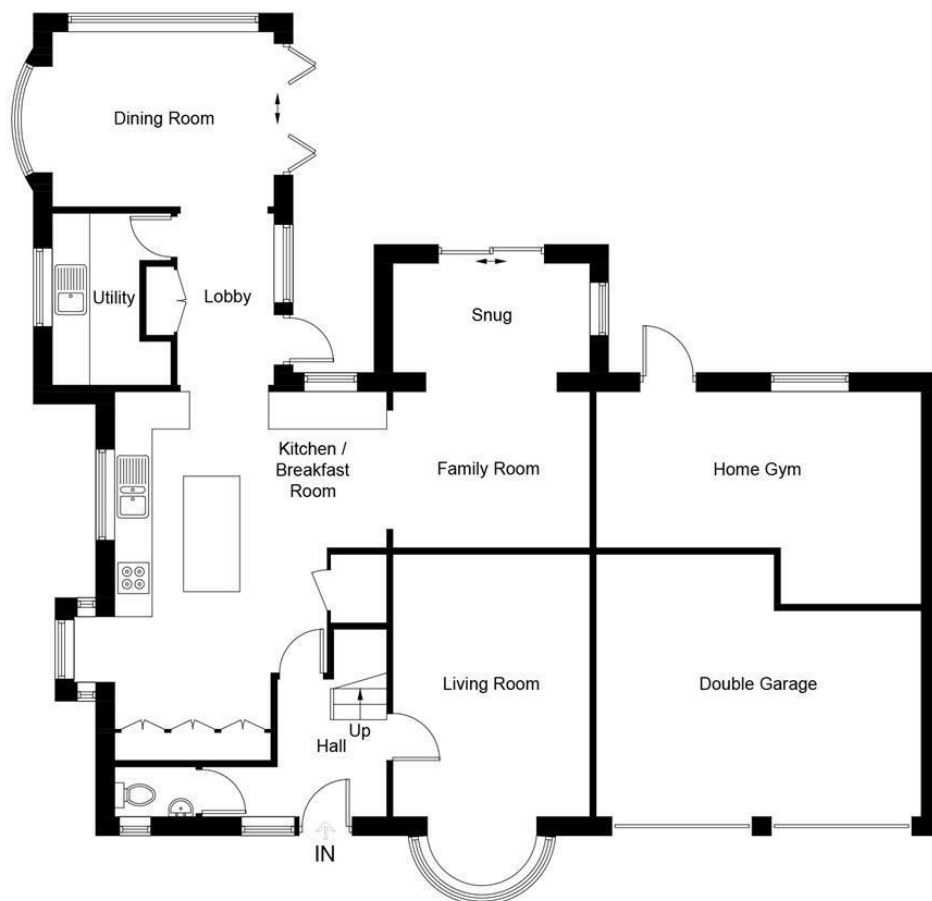 Dining Room
Utility
Lobby
Snug
Kitchen /
Breakfast
Room
Family Room
Home Gym
Living Room
Double Garage
Up
Hall
IN